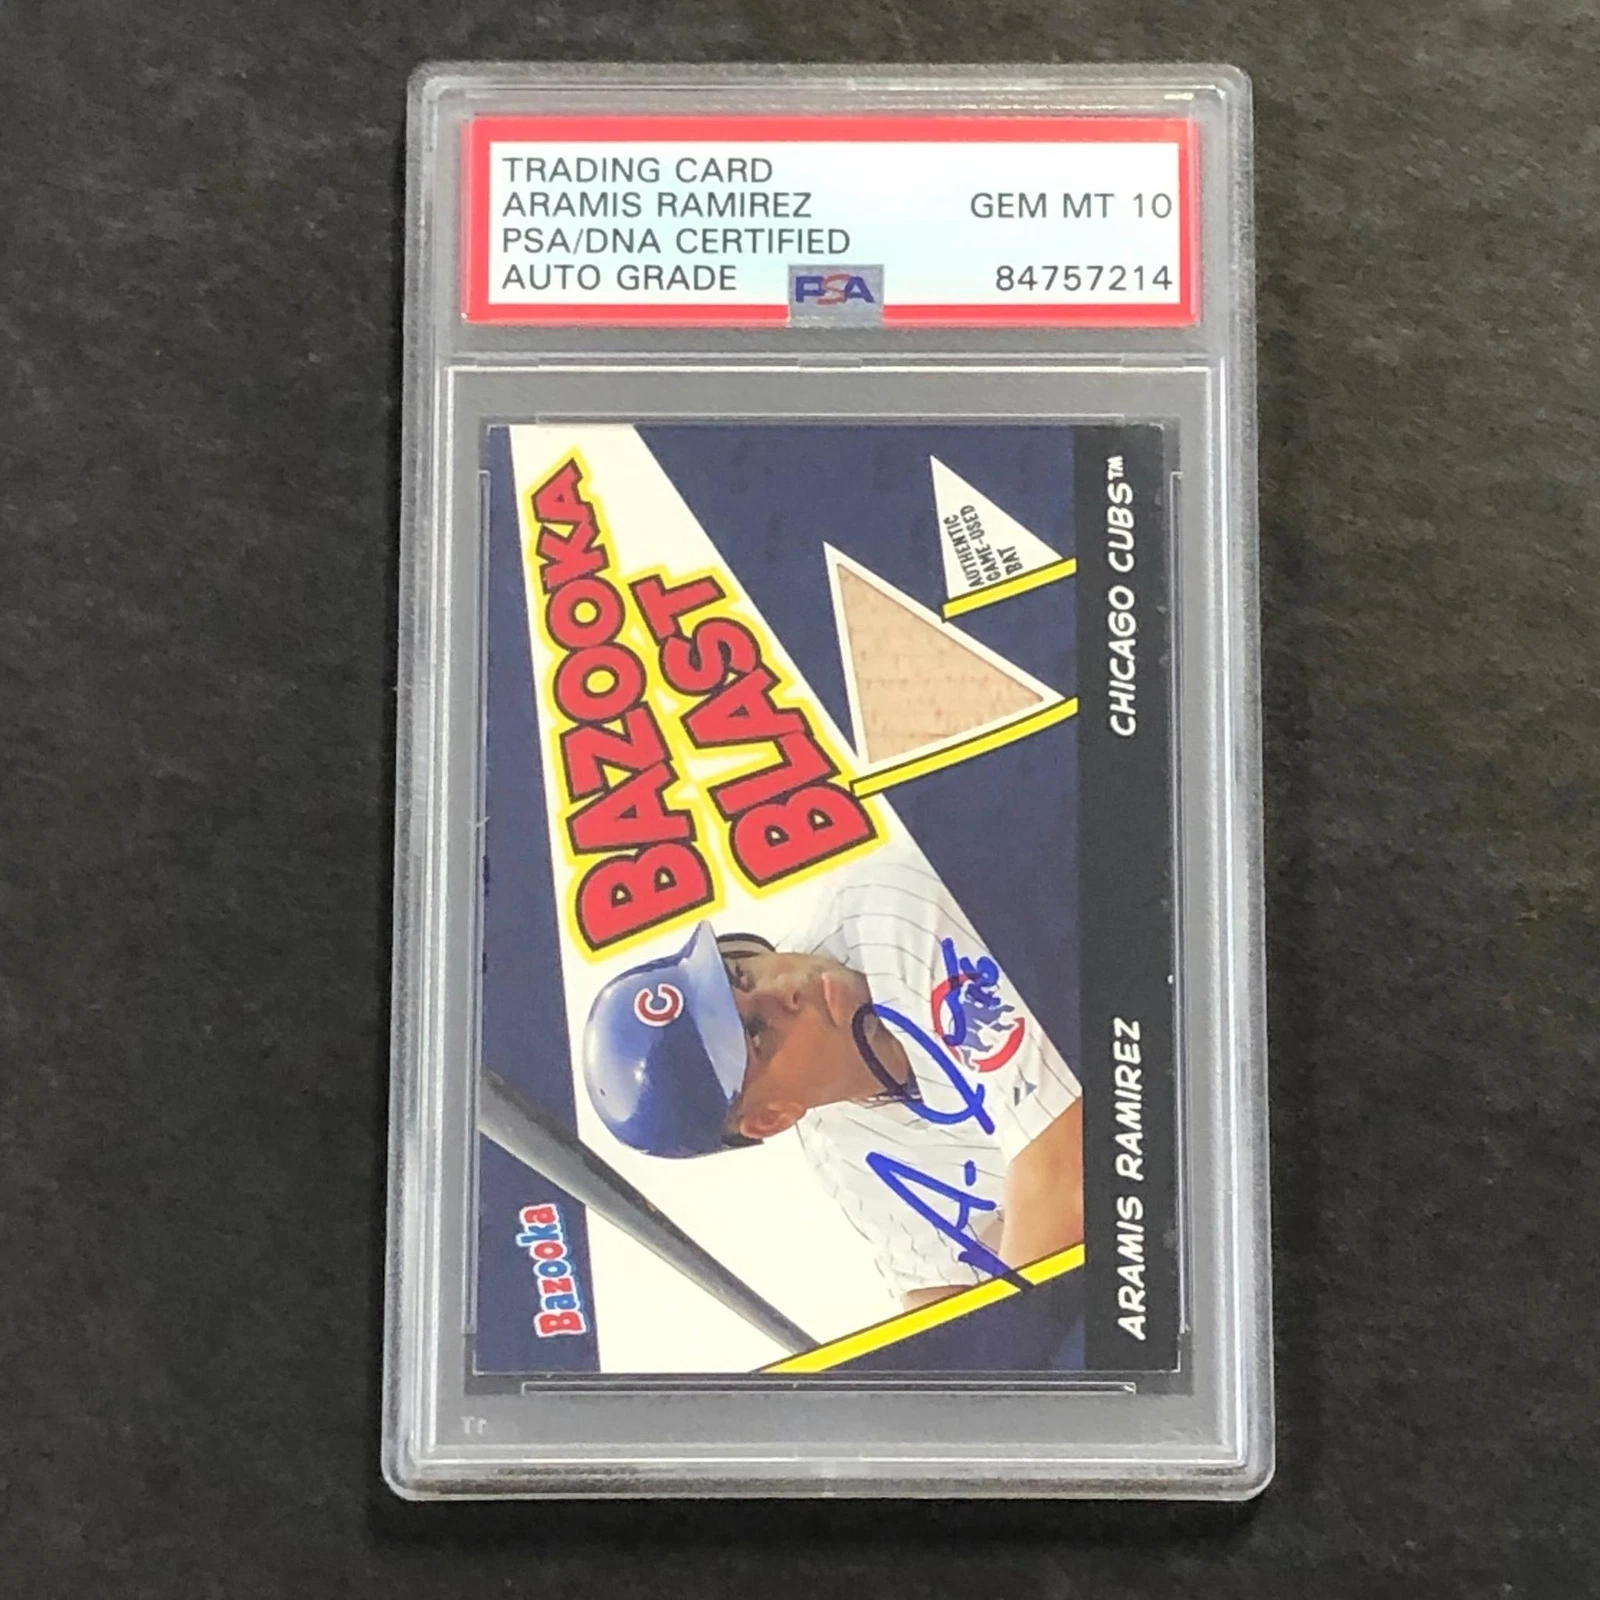 TRADING CARD
ARAMIS RAMIREZ
PSA/DNA CERTIFIED
AUTO GRADE
GEM MT 10
84757214
PSA
BAZOOKA
BLAST
AUTHENTIC
GAME-USED
BAT
C
Bazooka
A. R
ARAMIS RAMIREZ
CHICAGO CUBS™